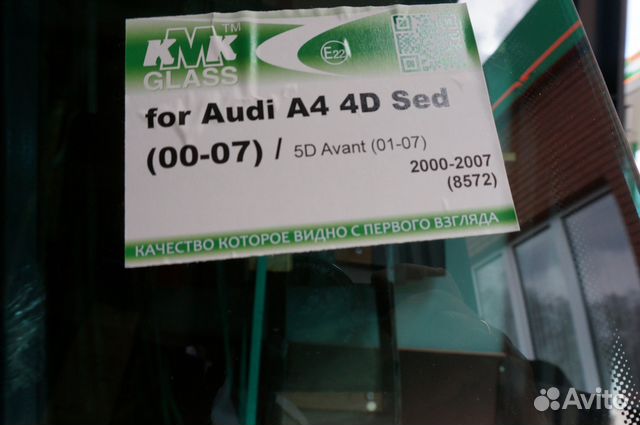 KMK™
GLASS
E22
for Audi A4 4D Sed
(00-07) / 5D Avant (01-07)
2000-2007
(8572)
КАЧЕСТВО КОТОРОЕ ВИДНО С ПЕРВОГО ВЗГЛЯДА
Avito